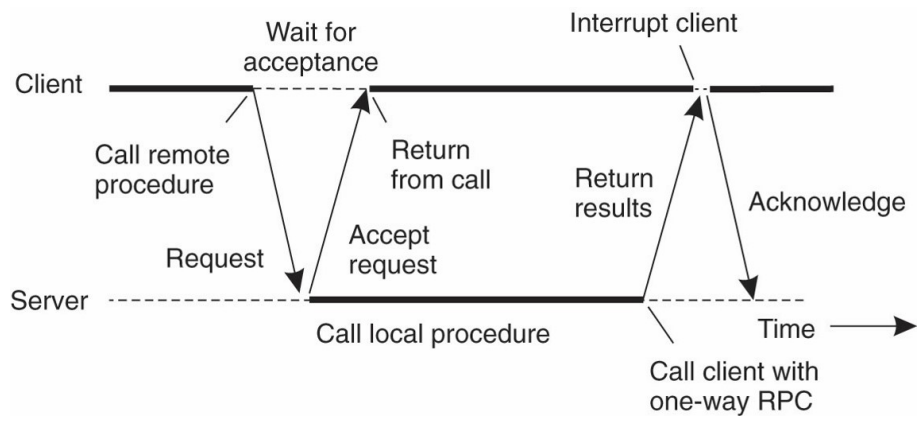 Interrupt client
Wait for
acceptance
Client
Call remote
procedure
Return
from call
Return
results
Acknowledge
Request
Accept
request
Server
Call local procedure
Time
Call client with
one-way RPC